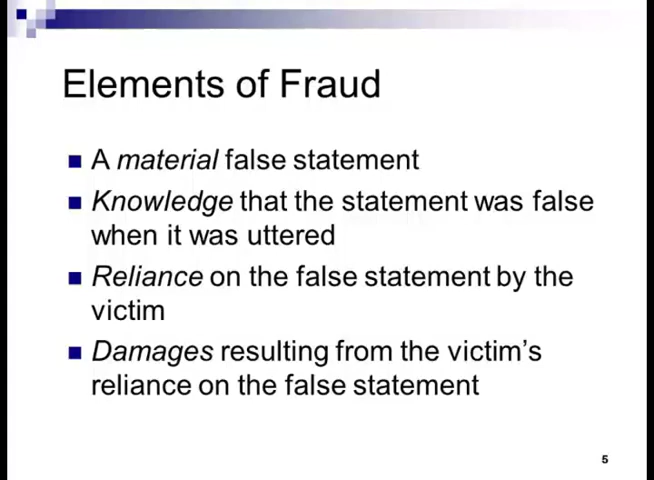 Elements of Fraud
■ A material false statement
■ Knowledge that the statement was false
when it was uttered
■ Reliance on the false statement by the
victim
■ Damages resulting from the victim's
reliance on the false statement
5